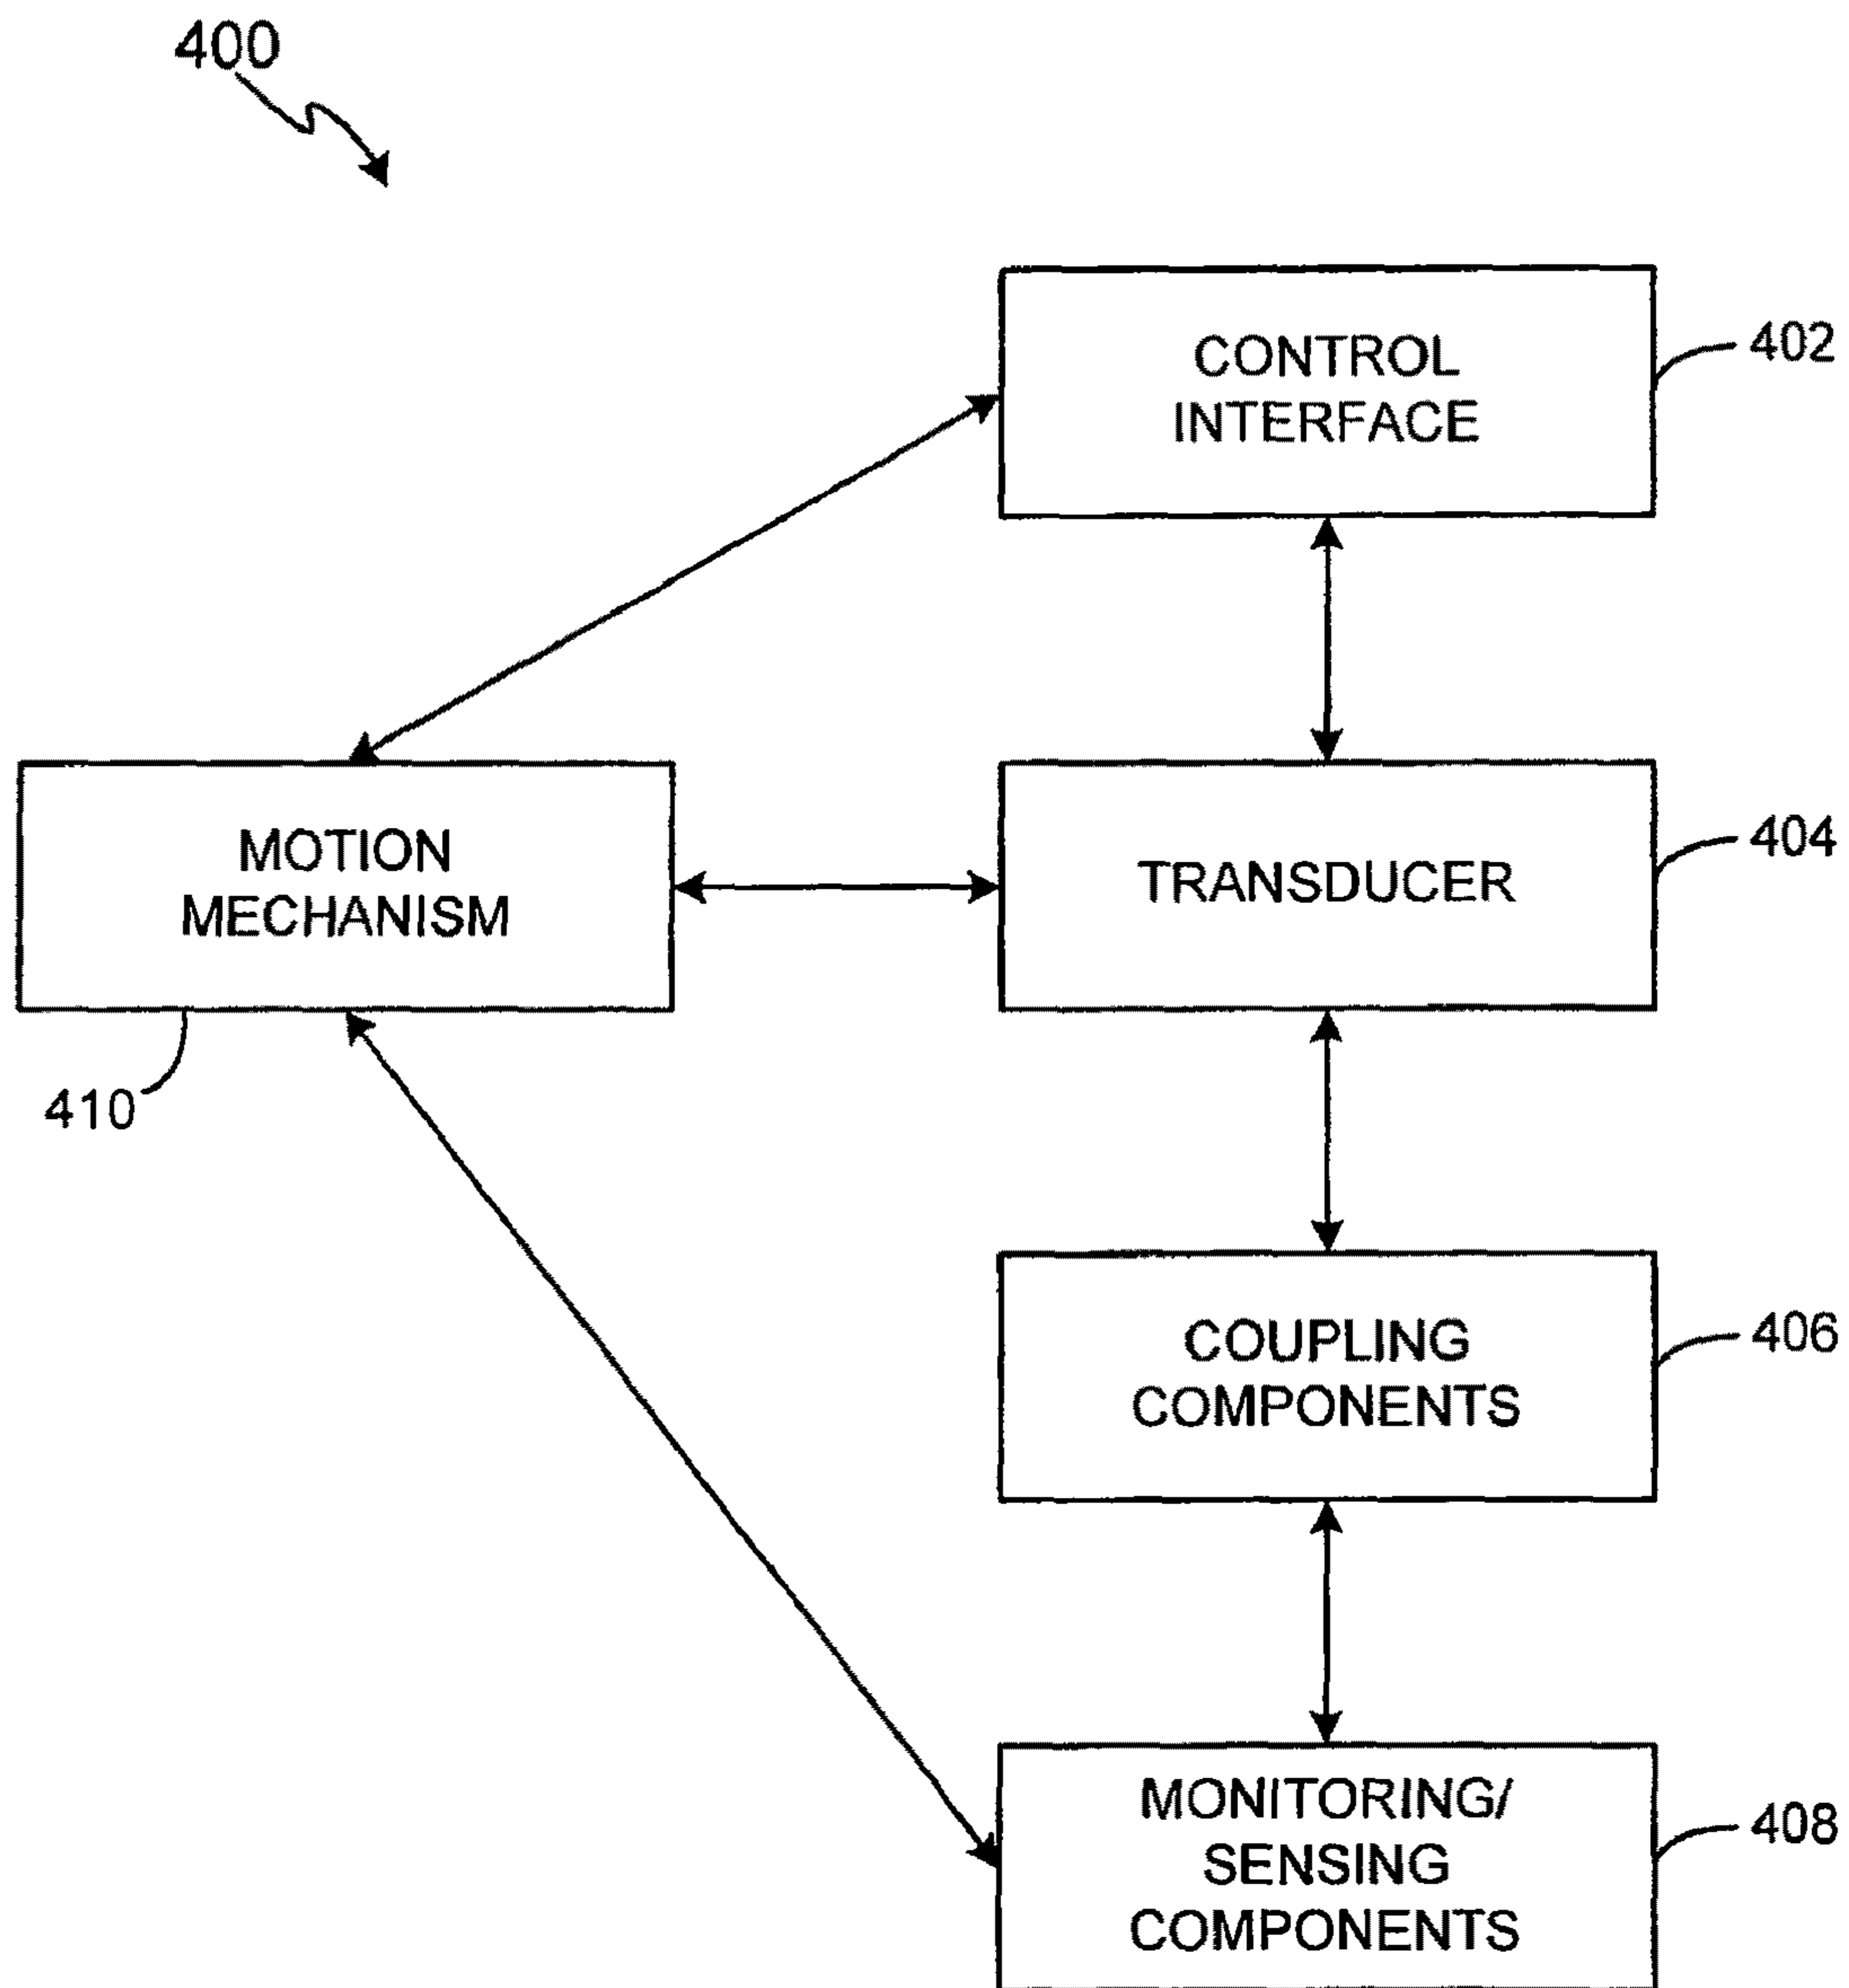 400
CONTROL
INTERFACE
402
MOTION
MECHANISM
410
TRANSDUCER
404
COUPLING
COMPONENTS
406
MONITORING/
SENSING
COMPONENTS
408